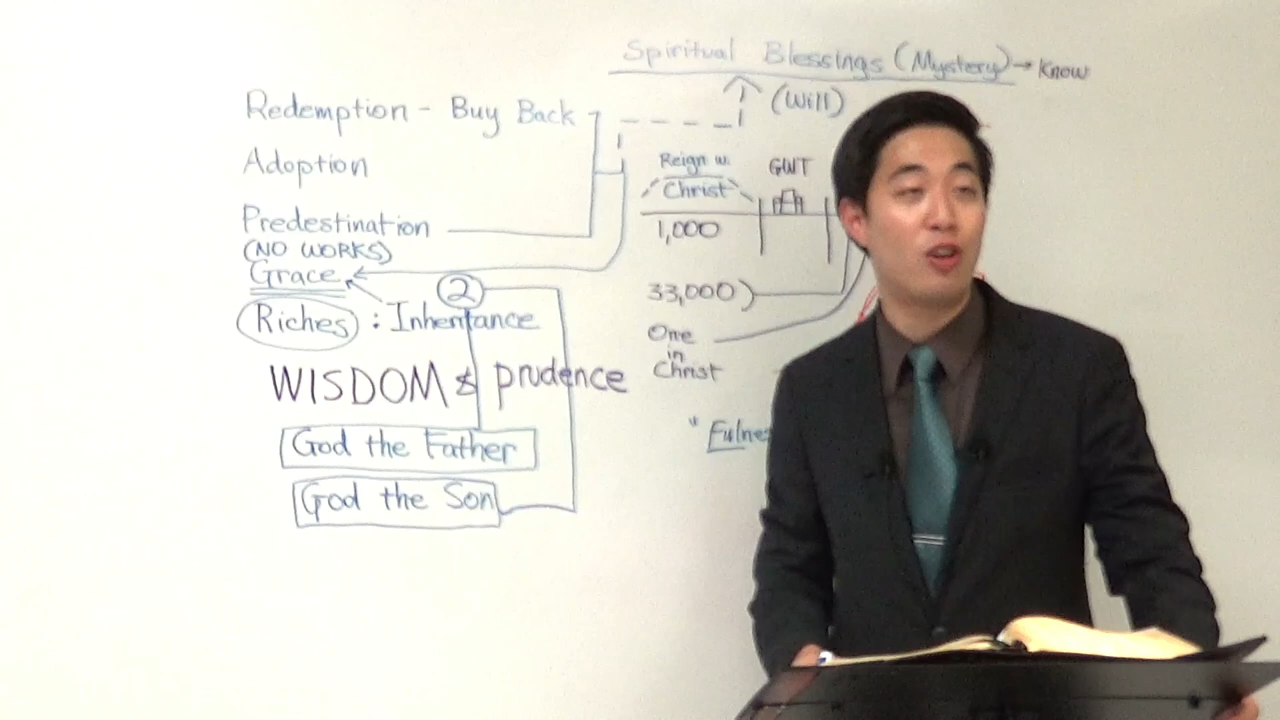 Spiritual Blessings (Mystery) → Know
(Will)
Redemption - Buy Back
Adoption
Predestination
(NO WORKS)
Grace
② 
Riches : Inheritance
WISDOM & prudence
God the Father
God the Son
Reign w.
Christ
GWT
1,000
33,000)
One
in
Christ
"Fulnes